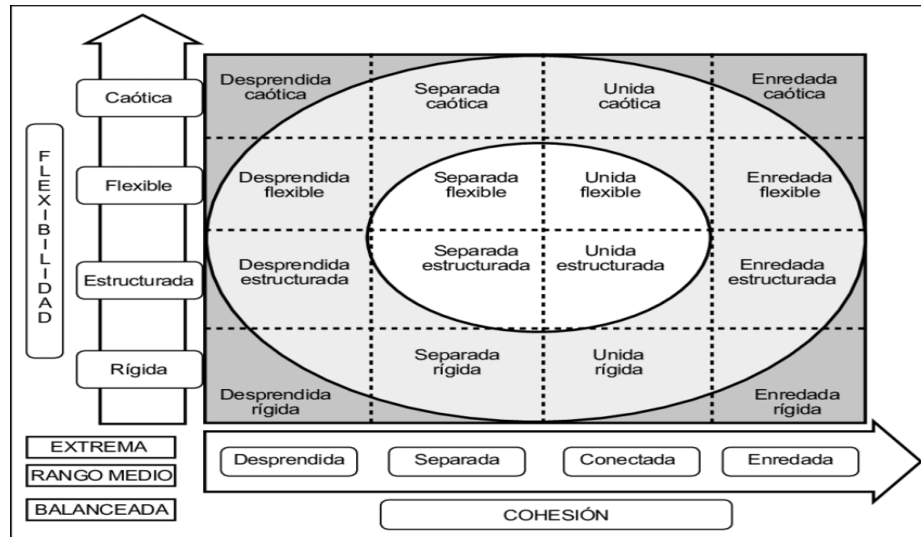 FLEXIBILIDAD
Caótica
Flexible
Estructurada
Rígida
Desprendida
caótica
Separada
caótica
Unida
caótica
Enredada
caótica
Desprendida
flexible
Separada
flexible
Unida
flexible
Enredada
flexible
Desprendida
estructurada
Separada
estructurada
Unida
estructurada
Enredada
estructurada
Desprendida
rígida
Separada
rígida
Unida
rígida
Enredada
rígida
EXTREMA
RANGO MEDIO
BALANCEADA
Desprendida
Separada
Conectada
Enredada
COHESIÓN